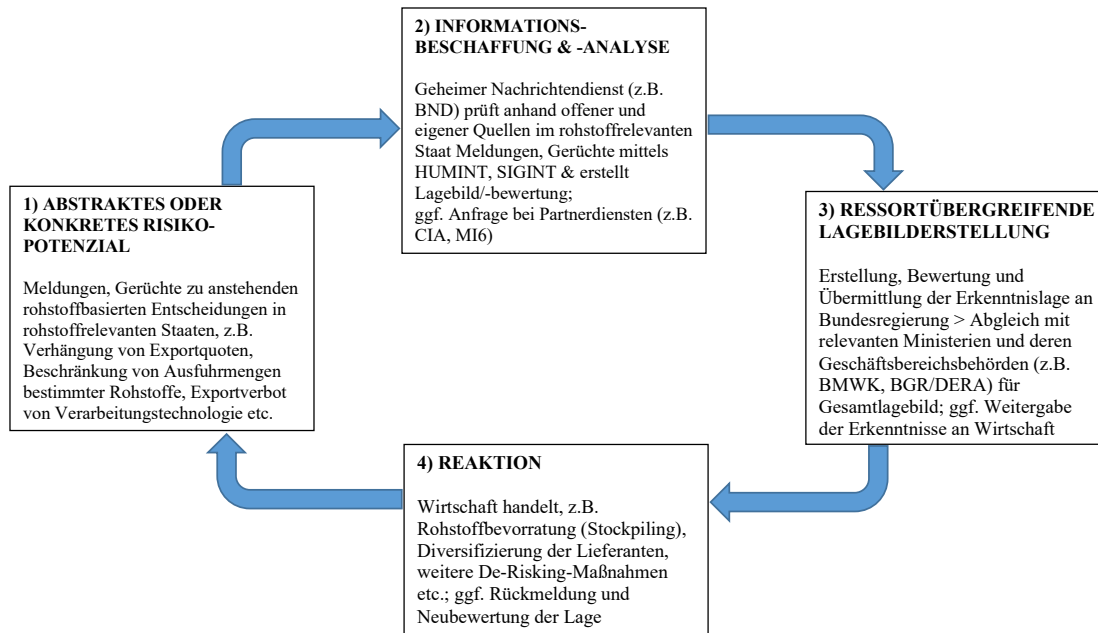 1) ABSTRAKTES ODER
KONKRETES RISIKO-
POTENZIAL
Meldungen, Gerüchte zu anstehenden
rohstoffbasierten Entscheidungen in
rohstoffrelevanten Staaten, z.B.
Verhängung von Exportquoten,
Beschränkung von Ausfuhrmengen
bestimmter Rohstoffe, Exportverbot
von Verarbeitungstechnologie etc.
2) INFORMATIONS-
BESCHAFFUNG & -ANALYSE
Geheimer Nachrichtendienst (z.B.
BND) prüft anhand offener und
eigener Quellen im rohstoffrelevanten
Staat Meldungen, Gerüchte mittels
HUMINT, SIGINT & erstellt
Lagebild/-bewertung;
ggf. Anfrage bei Partnerdiensten (z.B.
CIA, MI6)
3) RESSORTÜBERGREIFENDE
LAGEBILDERSTELLUNG
Erstellung, Bewertung und
Übermittlung der Erkenntnislage an
Bundesregierung > Abgleich mit
relevanten Ministerien und deren
Geschäftsbereichsbehörden (z.B.
BMWK, BGR/DERA) für
Gesamtlagebild; ggf. Weitergabe
der Erkenntnisse an Wirtschaft
4) REAKTION
Wirtschaft handelt, z.B.
Rohstoffbevorratung (Stockpiling),
Diversifizierung der Lieferanten,
weitere De-Risking-Maßnahmen
etc.; ggf. Rückmeldung und
Neubewertung der Lage